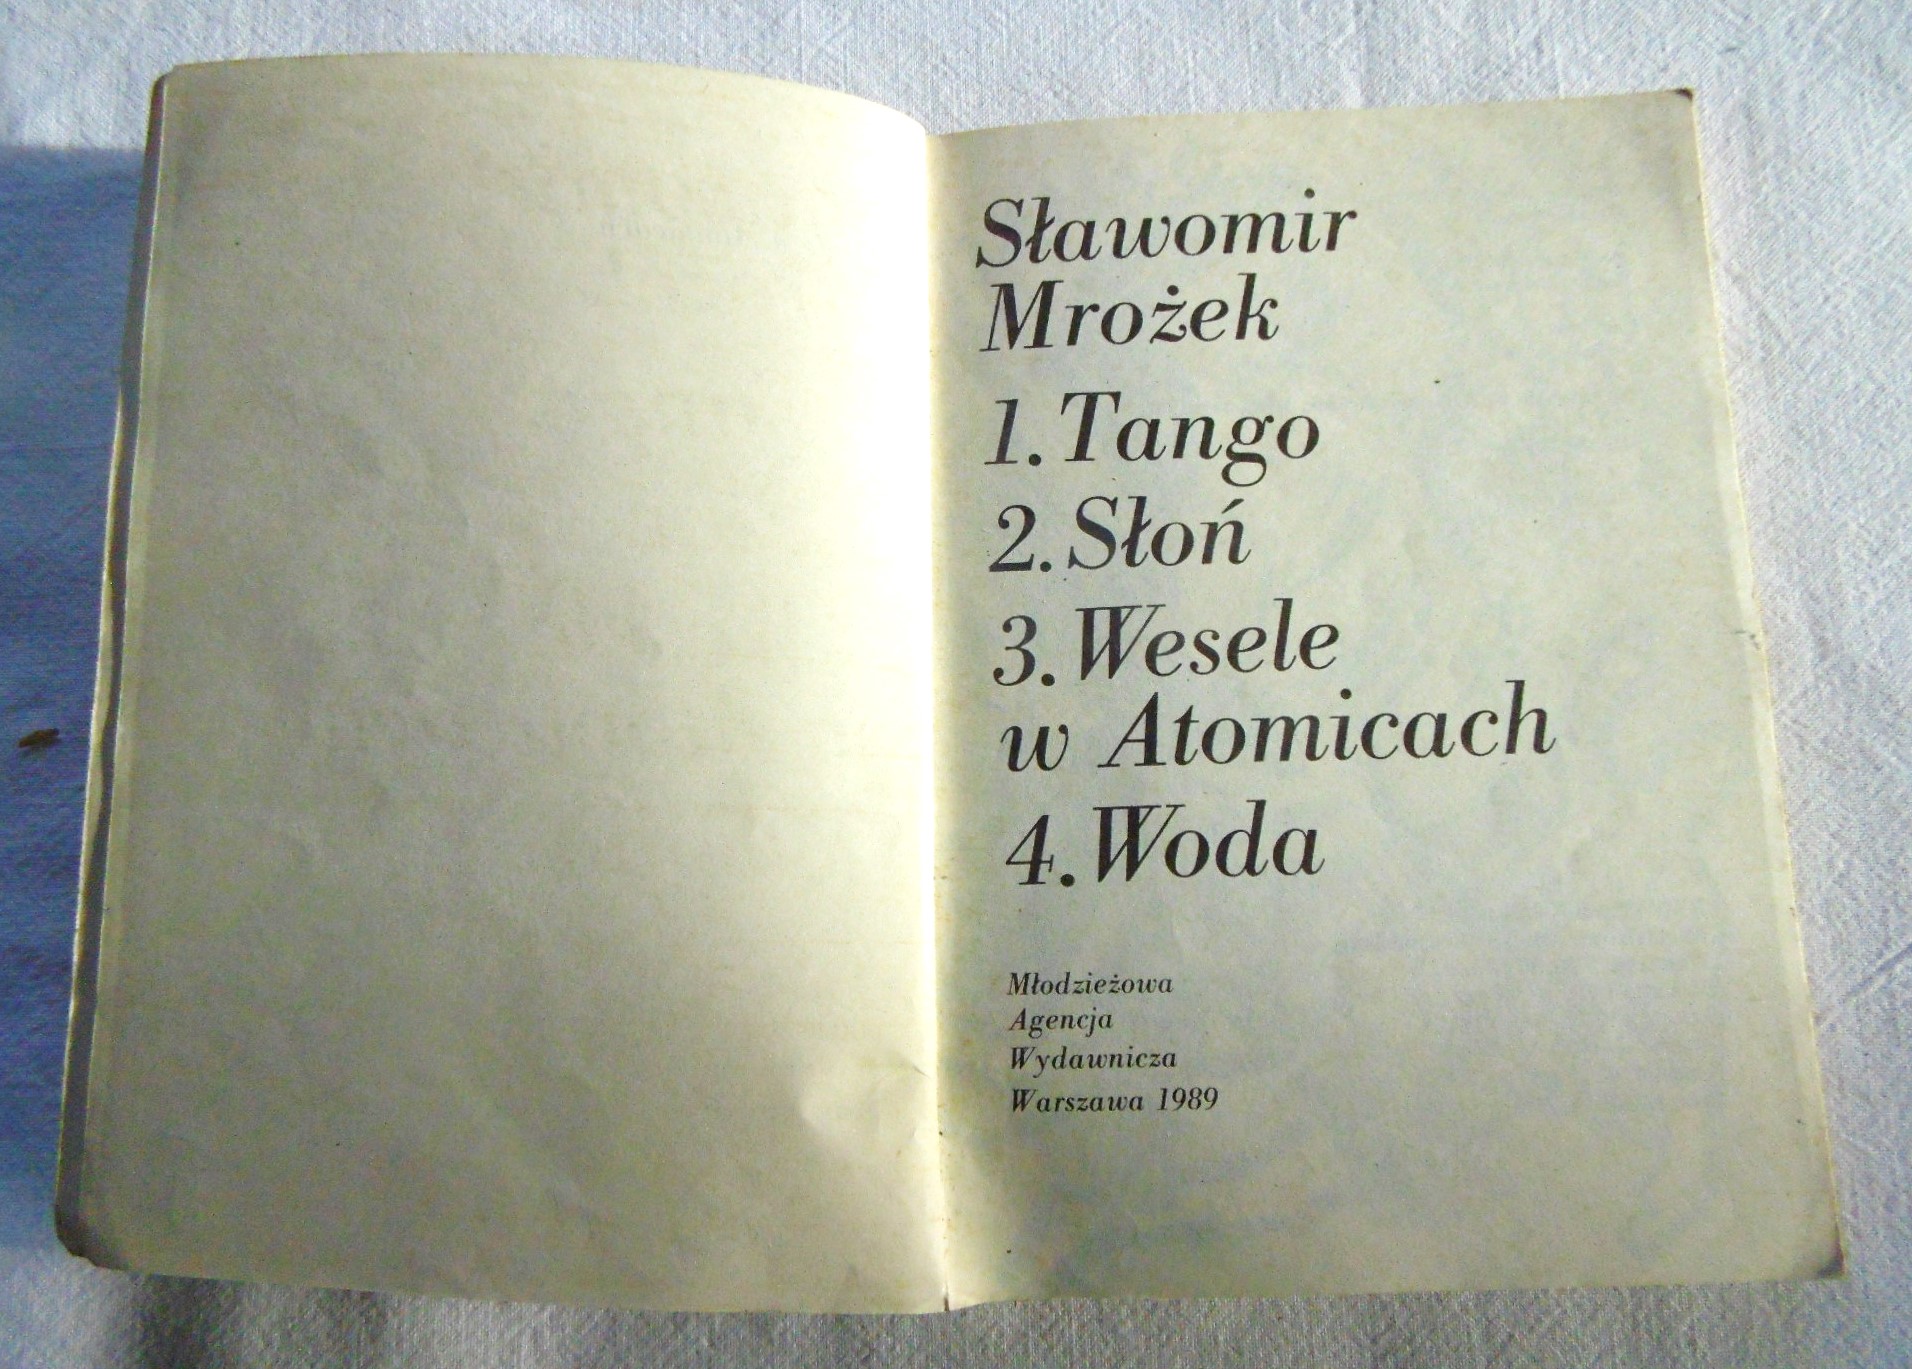 Sławomir
Mrożek
1. Tango
2. Słoń
3. Wesele
w Atomicach
4. Woda
Młodzieżowa
Agencja
Wydawnicza
Warszawa 1989